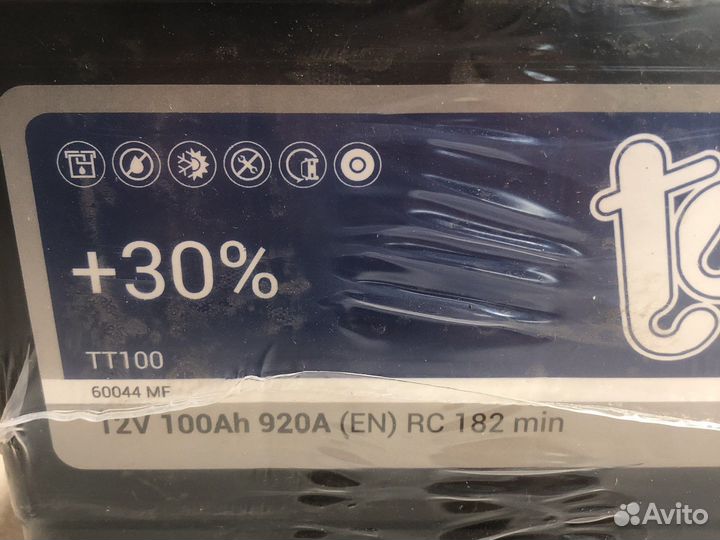 +30%
TT100
60044 MF
12V 100Ah 920A (EN) RC 182 min
Avito